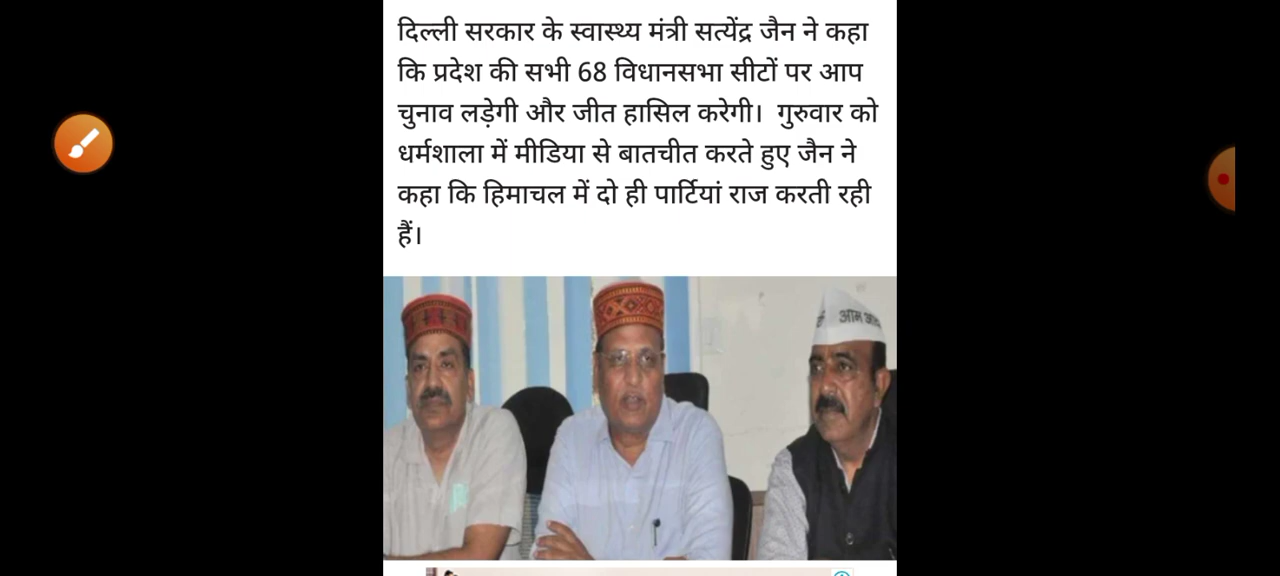 दिल्ली सरकार के स्वास्थ्य मंत्री सत्येंद्र जैन ने कहा
कि प्रदेश की सभी 68 विधानसभा सीटों पर आप
चुनाव लड़ेगी और जीत हासिल करेगी। गुरुवार को
धर्मशाला में मीडिया से बातचीत करते हुए जैन ने
कहा कि हिमाचल में दो ही पार्टियां राज करती रही
हैं।
आम